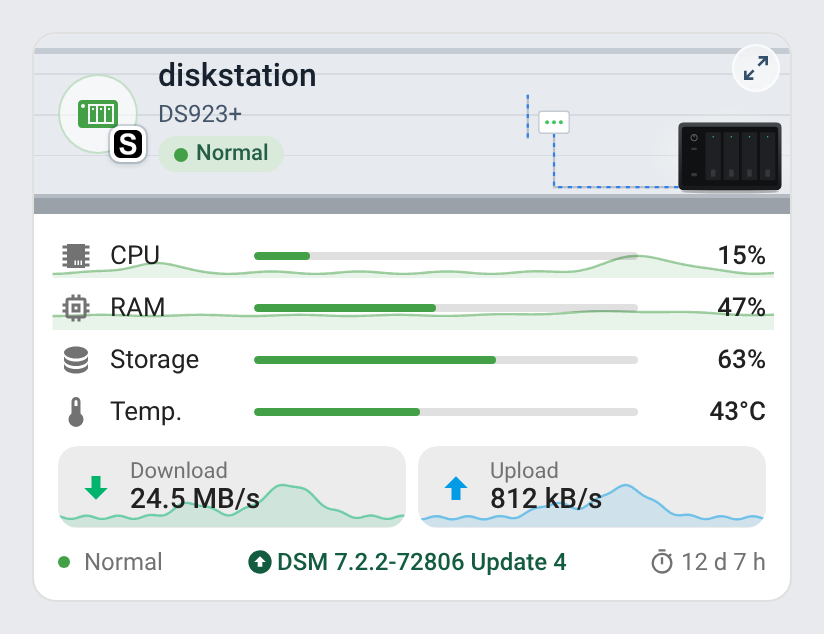 diskstation
DS923+
S
Normal
CPU 15%
RAM 47%
Storage 63%
Temp. 43°C
Download
24.5 MB/s
Upload
812 kB/s
Normal
DSM 7.2.2-72806 Update 4
12 d 7 h